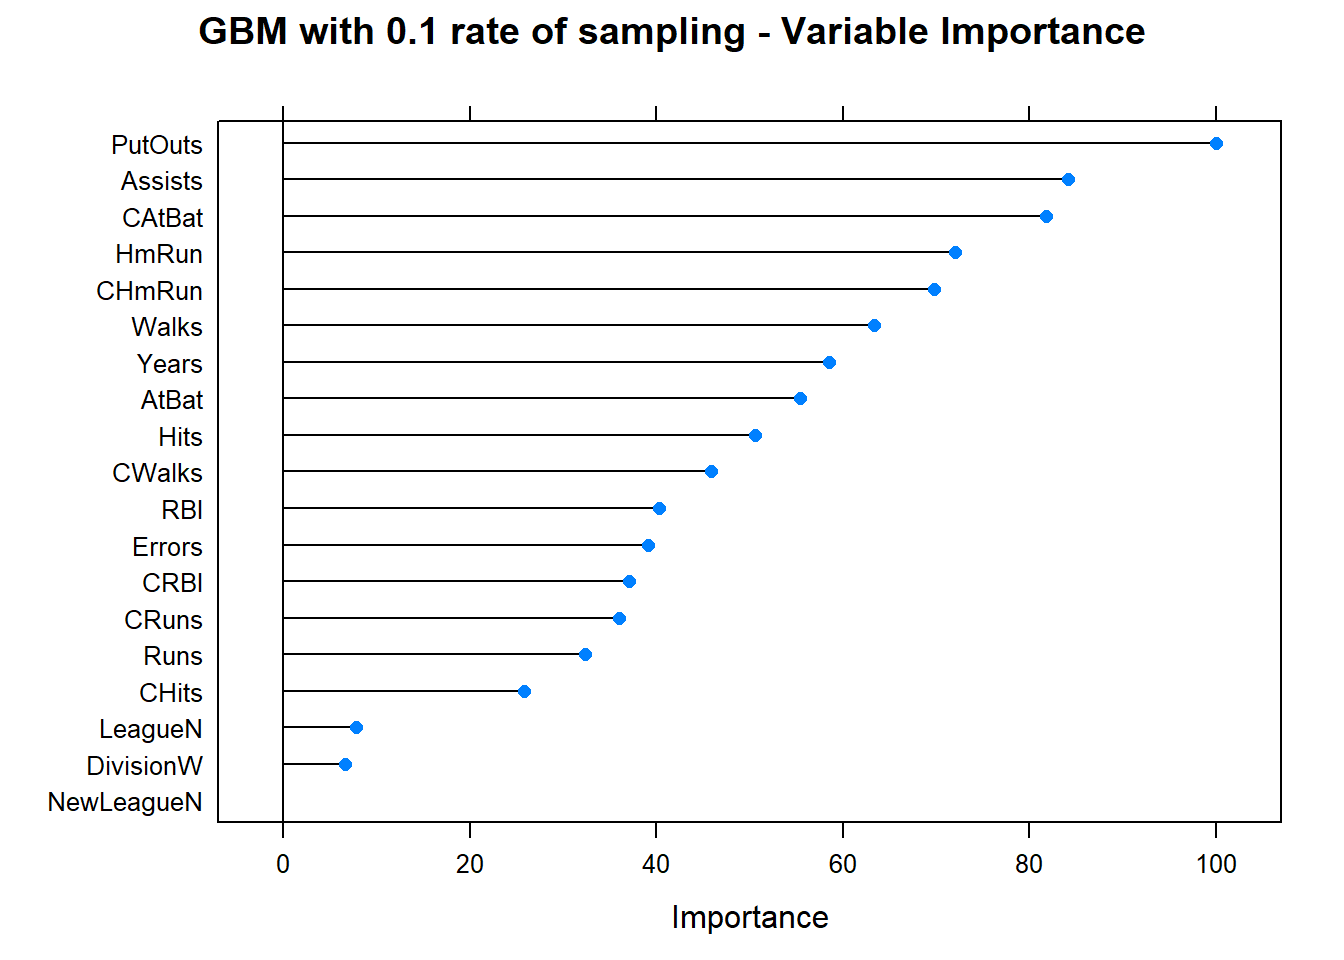 GBM with 0.1 rate of sampling - Variable Importance
PutOuts
Assists
CAtBat
HmRun
CHmRun
Walks
Years
AtBat
Hits
CWalks
RBI
Errors
CRBI
CRuns
Runs
CHits
LeagueN
DivisionW
NewLeagueN
0 20 40 60 80 100
Importance